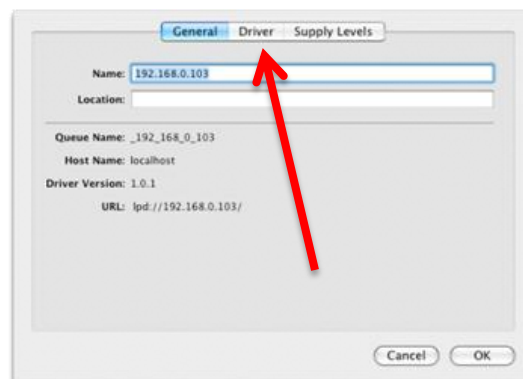 General Driver Supply Levels
Name: 192.168.0.103
Location:
Queue Name: _192_168_0_103
Host Name: localhost
Driver Version: 1.0.1
URL: lpd://192.168.0.103/
Cancel OK